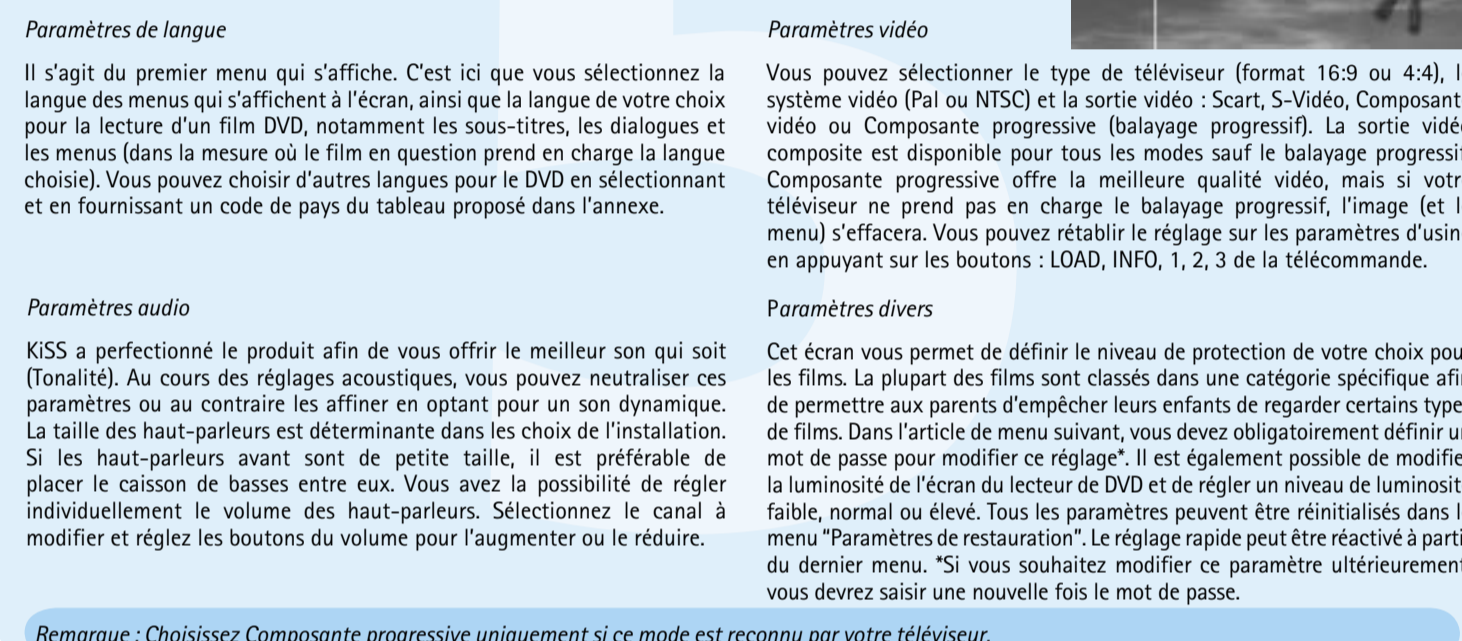 Paramètres de langue
Il s'agit du premier menu qui s'affiche. C'est ici que vous sélectionnez la
langue des menus qui s'affichent à l'écran, ainsi que la langue de votre choix
pour la lecture d'un film DVD, notamment les sous-titres, les dialogues et
les menus (dans la mesure où le film en question prend en charge la langue
choisie). Vous pouvez choisir d'autres langues pour le DVD en sélectionnant
et en fournissant un code de pays du tableau proposé dans l'annexe.
Paramètres audio
KiSS a perfectionné le produit afin de vous offrir le meilleur son qui soit
(Tonalité). Au cours des réglages acoustiques, vous pouvez neutraliser ces
paramètres ou au contraire les affiner en optant pour un son dynamique.
La taille des haut-parleurs est déterminante dans les choix de l'installation.
Si les haut-parleurs avant sont de petite taille, il est préférable de
placer le caisson de basses entre eux. Vous avez la possibilité de régler
individuellement le volume des haut-parleurs. Sélectionnez le canal à
modifier et réglez les boutons du volume pour l'augmenter ou le réduire.
Paramètres vidéo
Vous pouvez sélectionner le type de téléviseur (format 16:9 ou 4:4),
système vidéo (Pal ou NTSC) et la sortie vidéo : Scart, S-Vidéo, Composant
vidéo ou Composante progressive (balayage progressif). La sortie vidé
composite est disponible pour tous les modes sauf le balayage progressif
Composante progressive offre la meilleure qualité vidéo, mais si votr
téléviseur ne prend pas en charge le balayage progressif, l'image (et l
menu) s'effacera. Vous pouvez rétablir le réglage sur les paramètres d'usin
en appuyant sur les boutons : LOAD, INFO, 1, 2, 3 de la télécommande.
Paramètres divers
Cet écran vous permet de définir le niveau de protection de votre choix pou
les films. La plupart des films sont classés dans une catégorie spécifique afi
de permettre aux parents d'empêcher leurs enfants de regarder certains type
de films. Dans l'article de menu suivant, vous devez obligatoirement définir u
mot de passe pour modifier ce réglage*. Il est également possible de modifie
la luminosité de l'écran du lecteur de DVD et de régler un niveau de luminosit
faible, normal ou élevé. Tous les paramètres peuvent être réinitialisés dans l
menu "Paramètres de restauration". Le réglage rapide peut être réactivé à parti
du dernier menu. *Si vous souhaitez modifier ce paramètre ultérieurement
vous devrez saisir une nouvelle fois le mot de passe.
Remarque : Choisissez Composante progressive uniquement si ce mode est reconnu par votre téléviseur.